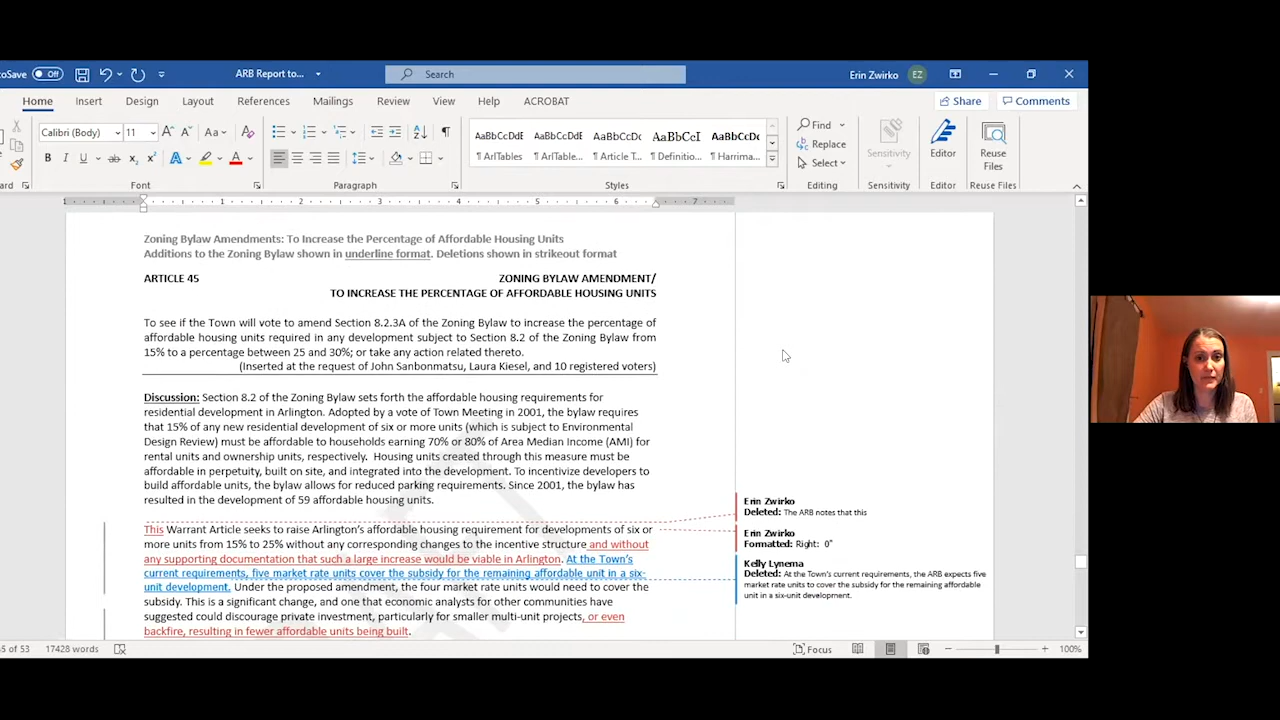 oSave Off ARB Report to... Search Erin Zwirko EZ
Home Insert Design Layout References Mailings Review View Help ACROBAT Share Comments
Calibri (Body) 11 Aa AaBbCcDdE AaBbCcDc AaBbCcDc AaBbCcI AaBbCcDc Find
B I U ab x₂ x² A A ¶ ArlTables ¶ ArlTable... ¶ Article T... ¶ Definitio... ¶ Harrima... Replace
Select Sensitivity Editor Reuse Files
ard Font Paragraph Styles Editing Sensitivity Editor Reuse Files
1 1 2 3 4 5 6 7
Zoning Bylaw Amendments: To Increase the Percentage of Affordable Housing Units
Additions to the Zoning Bylaw shown in underline format. Deletions shown in strikeout format
ARTICLE 45 ZONING BYLAW AMENDMENT/
TO INCREASE THE PERCENTAGE OF AFFORDABLE HOUSING UNITS
To see if the Town will vote to amend Section 8.2.3A of the Zoning Bylaw to increase the percentage of
affordable housing units required in any development subject to Section 8.2 of the Zoning Bylaw from
15% to a percentage between 25 and 30%; or take any action related thereto.
(Inserted at the request of John Sanbonmatsu, Laura Kiesel, and 10 registered voters)
Discussion: Section 8.2 of the Zoning Bylaw sets forth the affordable housing requirements for
residential development in Arlington. Adopted by a vote of Town Meeting in 2001, the bylaw requires
that 15% of any new residential development of six or more units (which is subject to Environmental
Design Review) must be affordable to households earning 70% or 80% of Area Median Income (AMI) for
rental units and ownership units, respectively. Housing units created through this measure must be
affordable in perpetuity, built on site, and integrated into the development. To incentivize developers to
build affordable units, the bylaw allows for reduced parking requirements. Since 2001, the bylaw has
resulted in the development of 59 affordable housing units.
This Warrant Article seeks to raise Arlington's affordable housing requirement for developments of six or
more units from 15% to 25% without any corresponding changes to the incentive structure and without
any supporting documentation that such a large increase would be viable in Arlington. At the Town's
current requirements, five market rate units cover the subsidy for the remaining affordable unit in a six-
unit development. Under the proposed amendment, the four market rate units would need to cover the
subsidy. This is a significant change, and one that economic analysts for other communities have
suggested could discourage private investment, particularly for smaller multi-unit projects, or even
backfire, resulting in fewer affordable units being built.
Erin Zwirko
Deleted: The ARB notes that this
Erin Zwirko
Formatted: Right: 0"
Kelly Lynema
Deleted: At the Town's current requirements, the ARB expects five
market rate units to cover the subsidy for the remaining affordable
unit in a six-unit development.
5 of 53 17428 words Focus 100%